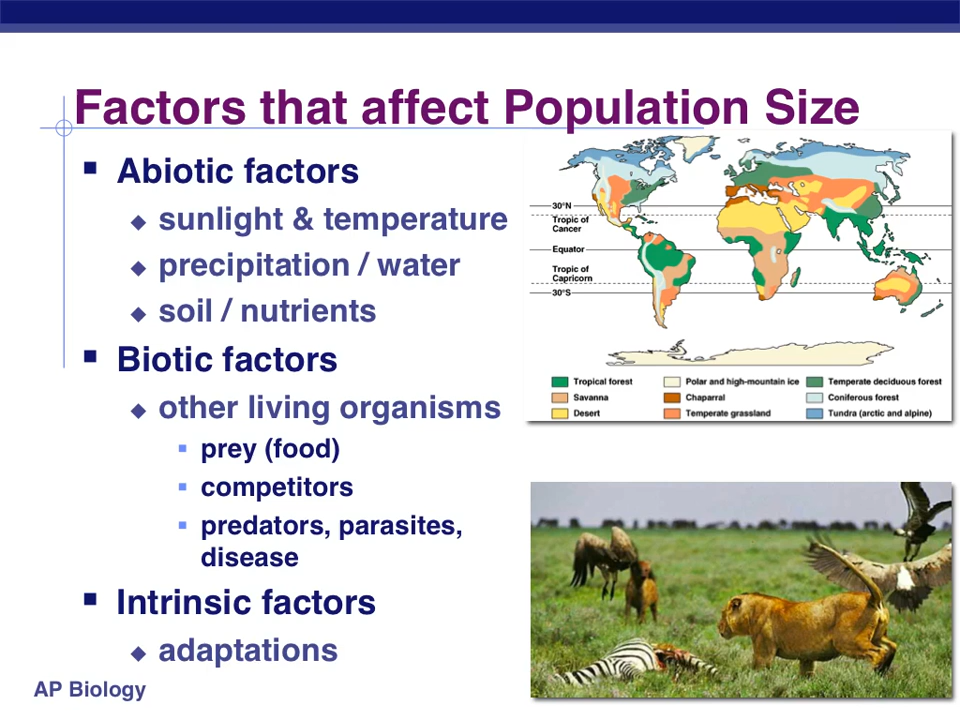 Factors that affect Population Size
Abiotic factors
sunlight & temperature
precipitation / water
soil / nutrients
Biotic factors
other living organisms
prey (food)
competitors
predators, parasites,
disease
Intrinsic factors
adaptations
AP Biology
30°N
Tropic of
Cancer
Equator
Tropic of
Capricorn
30°S
Tropical forest
Savanna
Desert
Polar and high-mountain ice
Chaparral
Temperate grassland
Temperate deciduous forest
Coniferous forest
Tundra (arctic and alpine)